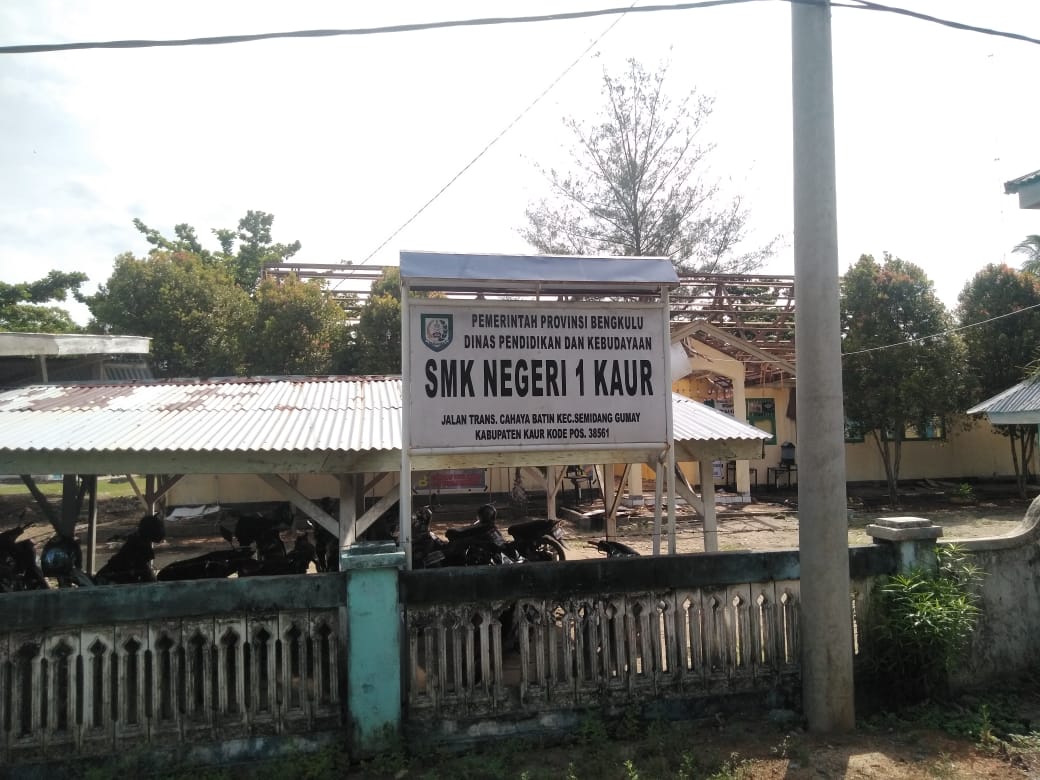 PEMERINTAH PROVINSI BENGKULU
DINAS PENDIDIKAN DAN KEBUDAYAAN
SMK NEGERI 1 KAUR
JALAN TRANS. CAHAYA BATIN KEC.SEMIDANG GUMAY
KABUPATEN KAUR KODE POS. 38561